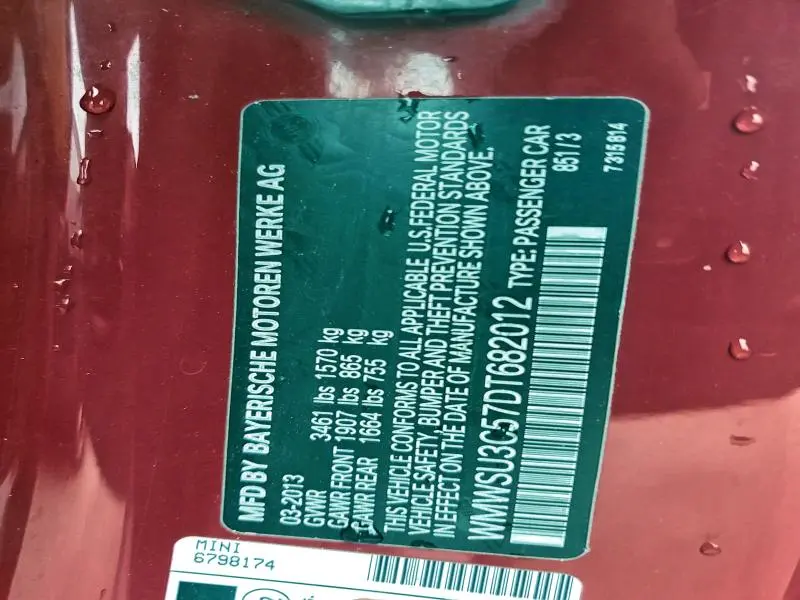 MFD BY BAYERISCHE MOTOREN WERKE AG
03-2013
GVWR 3461 lbs 1570 kg
GAWR FRONT 1907 lbs 865 kg
GAWR REAR 1664 lbs 755 kg
THIS VEHICLE CONFORMS TO ALL APPLICABLE U.S.FEDERAL MOTOR
VEHICLE SAFETY, BUMPER AND THEFT PREVENTION STANDARDS
IN EFFECT ON THE DATE OF MANUFACTURE SHOWN ABOVE.
WMWSU3C57DT682012 TYPE: PASSENGER CAR
851/3
7315614
MINI
6798174